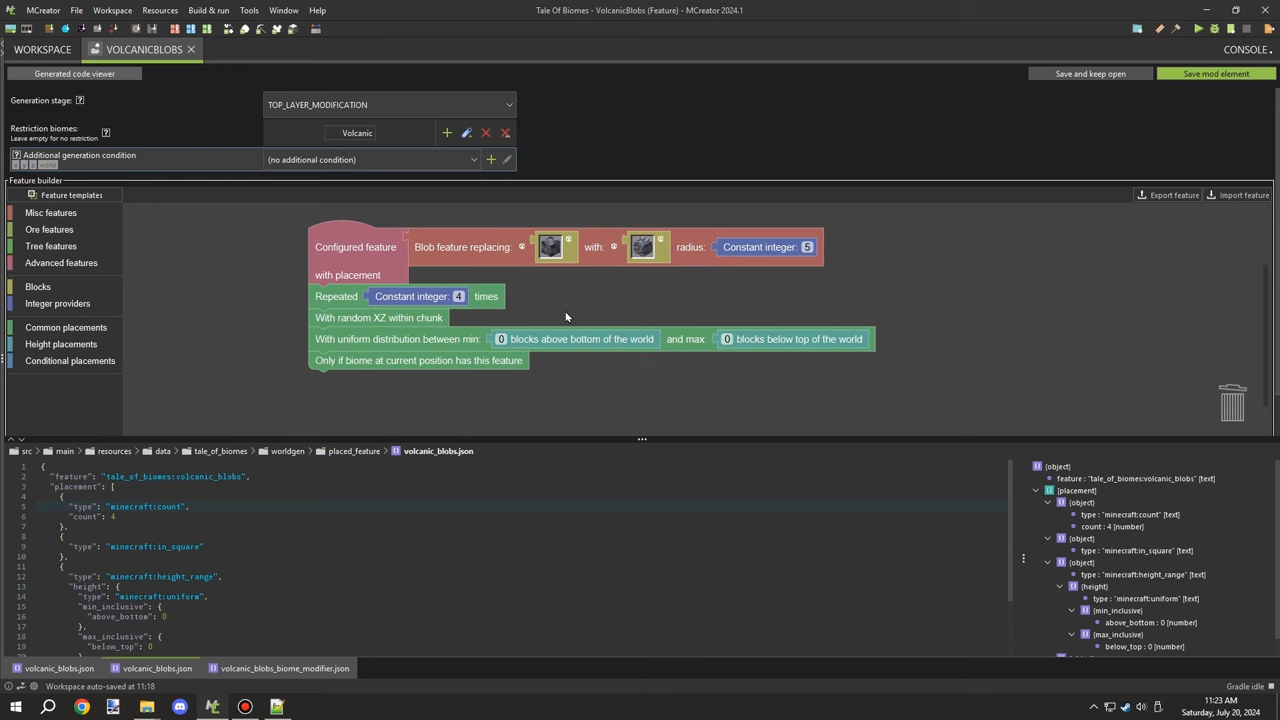 MCreator File Workspace Resources Build & run Tools Window Help Tale Of Biomes - VolcanicBlobs (Feature) - MCreator 2024.1
WORKSPACE VOLCANICBLOBS CONSOLE
Generated code viewer Save and keep open Save mod element
Generation stage: ? TOP_LAYER_MODIFICATION
Restriction biomes: ? Volcanic
Leave empty for no restriction
? Additional generation condition (no additional condition)
x y z world
Feature builder
Feature templates Export feature Import feature
Misc features
Ore features
Tree features
Advanced features
Blocks
Integer providers
Common placements
Height placements
Conditional placements
Configured feature Blob feature replacing: with: radius: Constant integer: 5
with placement
Repeated Constant integer: 4 times
With random XZ within chunk
With uniform distribution between min: 0 blocks above bottom of the world and max: 0 blocks below top of the world
Only if biome at current position has this feature
src main resources data tale_of_biomes worldgen placed_feature volcanic_blobs.json
1 {
2 "feature": "tale_of_biomes:volcanic_blobs",
3 "placement": [
4 {
5 "type": "minecraft:count",
6 "count": 4
7 },
8 {
9 "type": "minecraft:in_square"
10 },
11 {
12 "type": "minecraft:height_range",
13 "height": {
14 "type": "minecraft:uniform",
15 "min_inclusive": {
16 "above_bottom": 0
17 },
18 "max_inclusive": {
19 "below_top": 0
{object}
feature : "tale_of_biomes:volcanic_blobs" [text]
[placement]
{object
type : "minecraft:count" [text]
count : 4 [number]
{object
type : "minecraft:in_square" [text]
{object
type : "minecraft:height_range" [text]
{height}
type : "minecraft:uniform" [text]
{min_inclusive}
above_bottom : 0 [number]
{max_inclusive}
below_top : 0 [number]
volcanic_blobs.json volcanic_blobs.json volcanic_blobs_biome_modifier.json
Workspace auto-saved at 11:18 Gradle idle
11:23 AM
Saturday, July 20, 2024